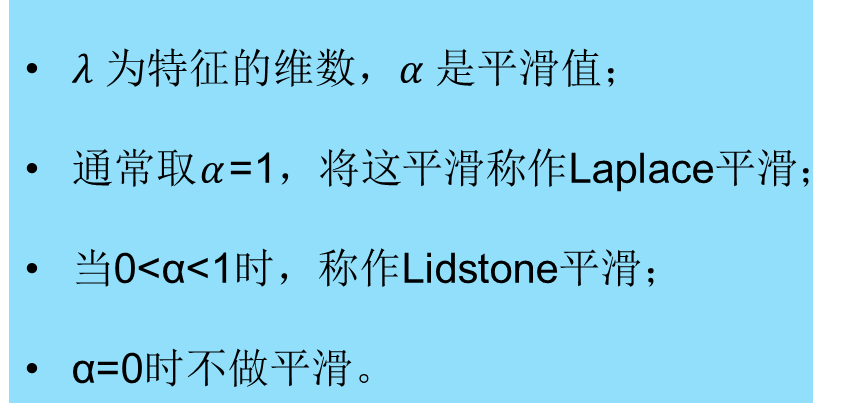 • λ 为特征的维数，α 是平滑值；
• 通常取α=1，将这平滑称作Laplace平滑；
• 当0<α<1时，称作Lidstone平滑；
• α=0时不做平滑。